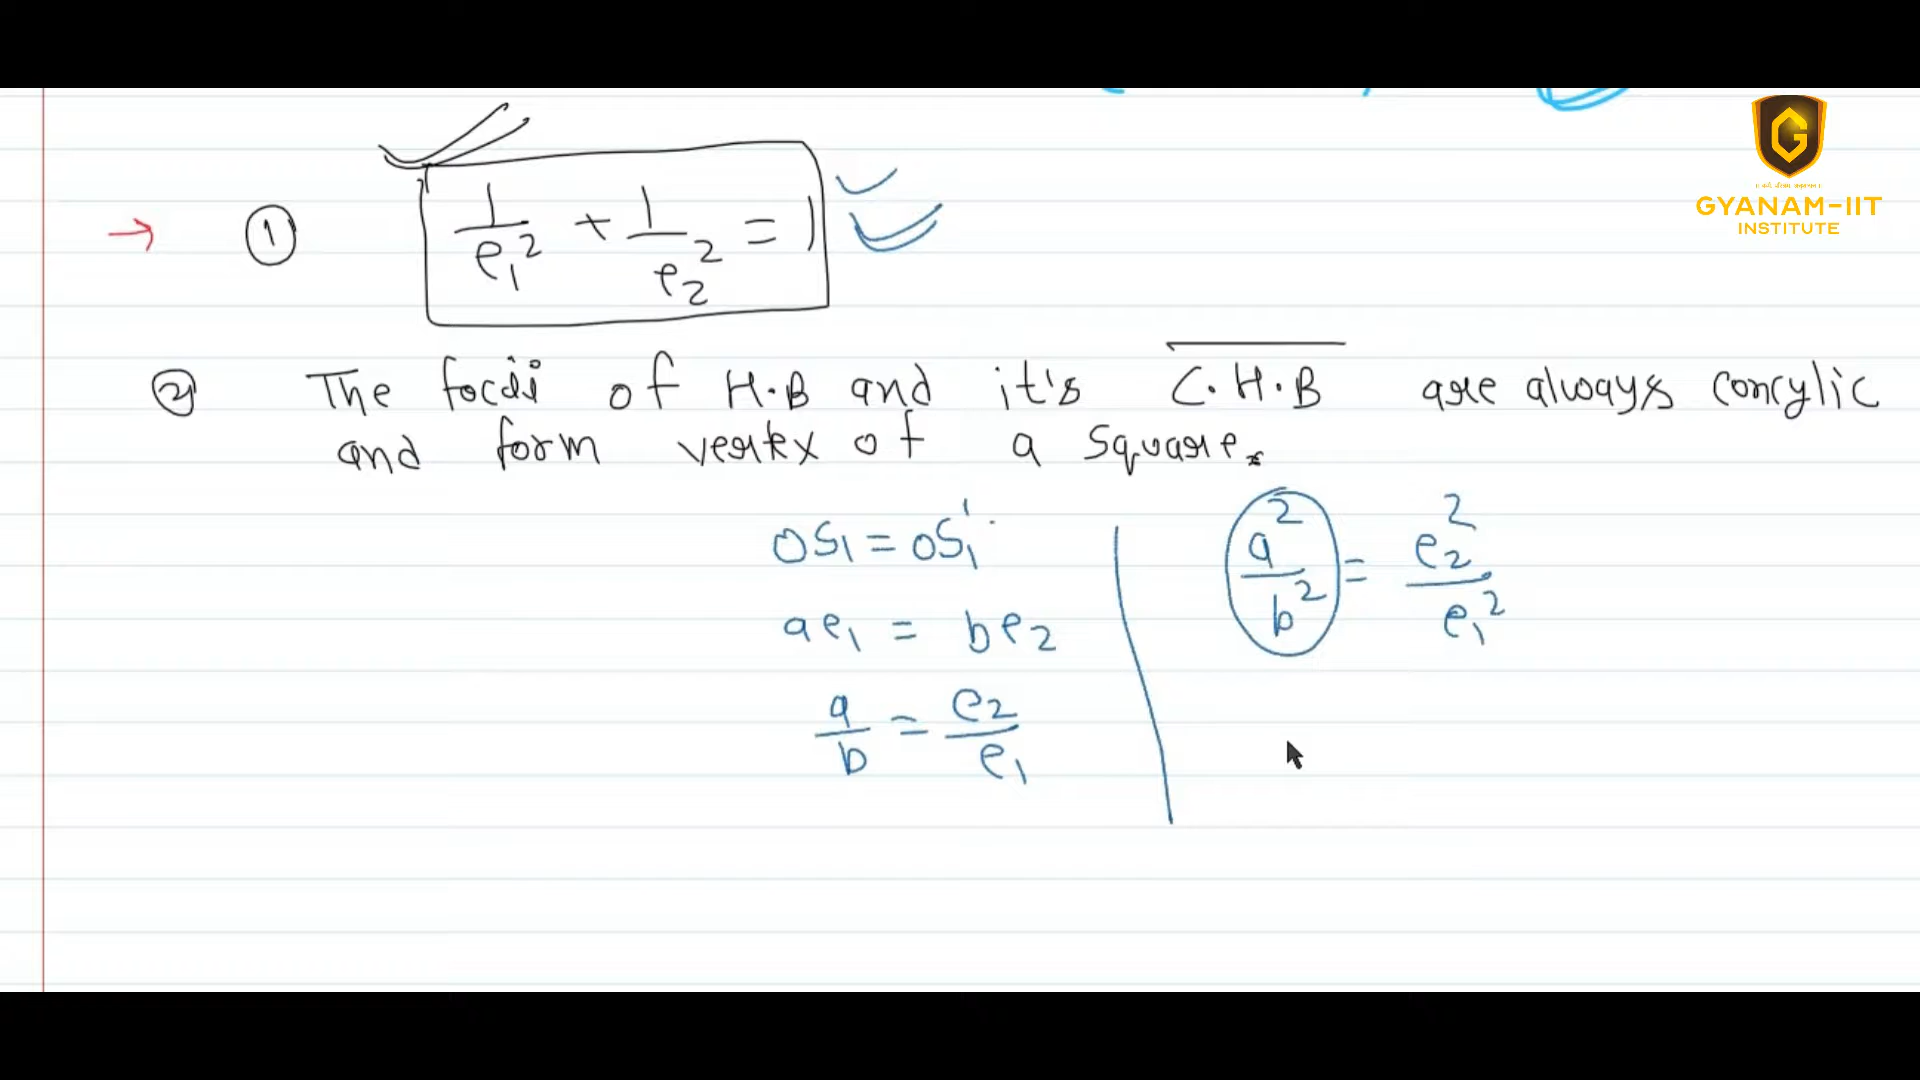 ① 1/e₁² + 1/e₂² = 1
② The focii of H.B and it's C.H.B are always concylic
and form vertex of a square.
OS₁ = OS₁'
ae₁ = be₂
a/b = e₂/e₁
a²/b² = e₂²/e₁²
GYANAM-IIT
INSTITUTE